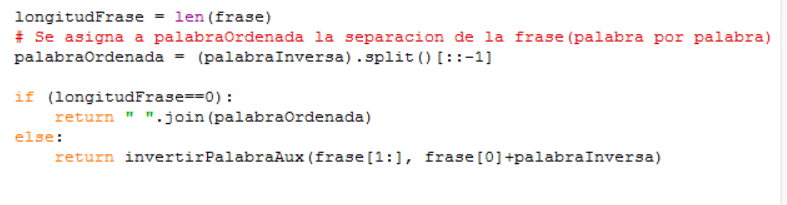 longitudFrase = len(frase)
# Se asigna a palabraOrdenada la separacion de la frase(palabra por palabra)
palabraOrdenada = (palabraInversa).split()[::-1]
if (longitudFrase==0):
    return " ".join(palabraOrdenada)
else:
    return invertirPalabraAux(frase[1:], frase[0]+palabraInversa)